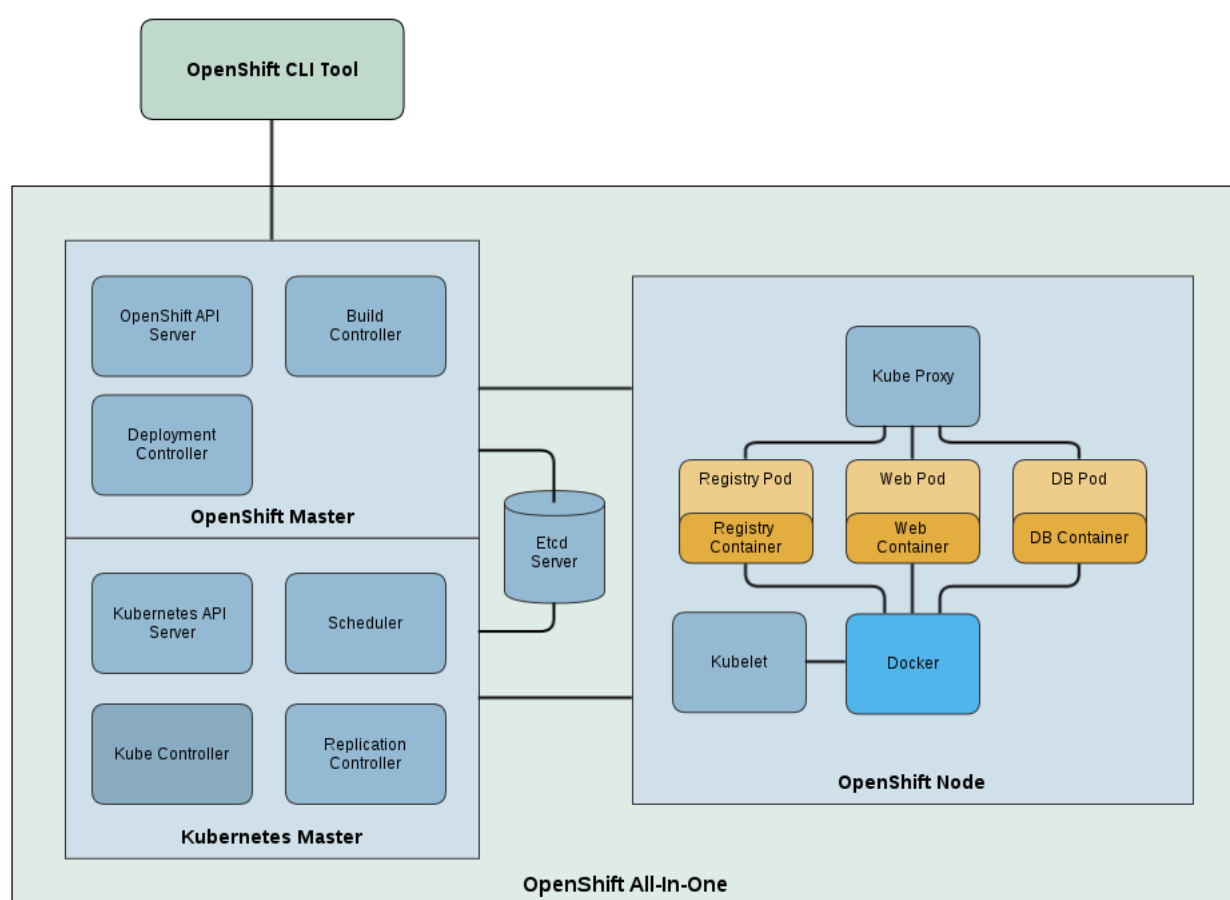 OpenShift CLI Tool
OpenShift API
Server
Build
Controller
Deployment
Controller
OpenShift Master
Kubernetes API
Server
Scheduler
Kube Controller
Replication
Controller
Kubernetes Master
Etcd
Server
Kube Proxy
Registry Pod
Registry
Container
Web Pod
Web
Container
DB Pod
DB Container
Kubelet
Docker
OpenShift Node
OpenShift All-In-One